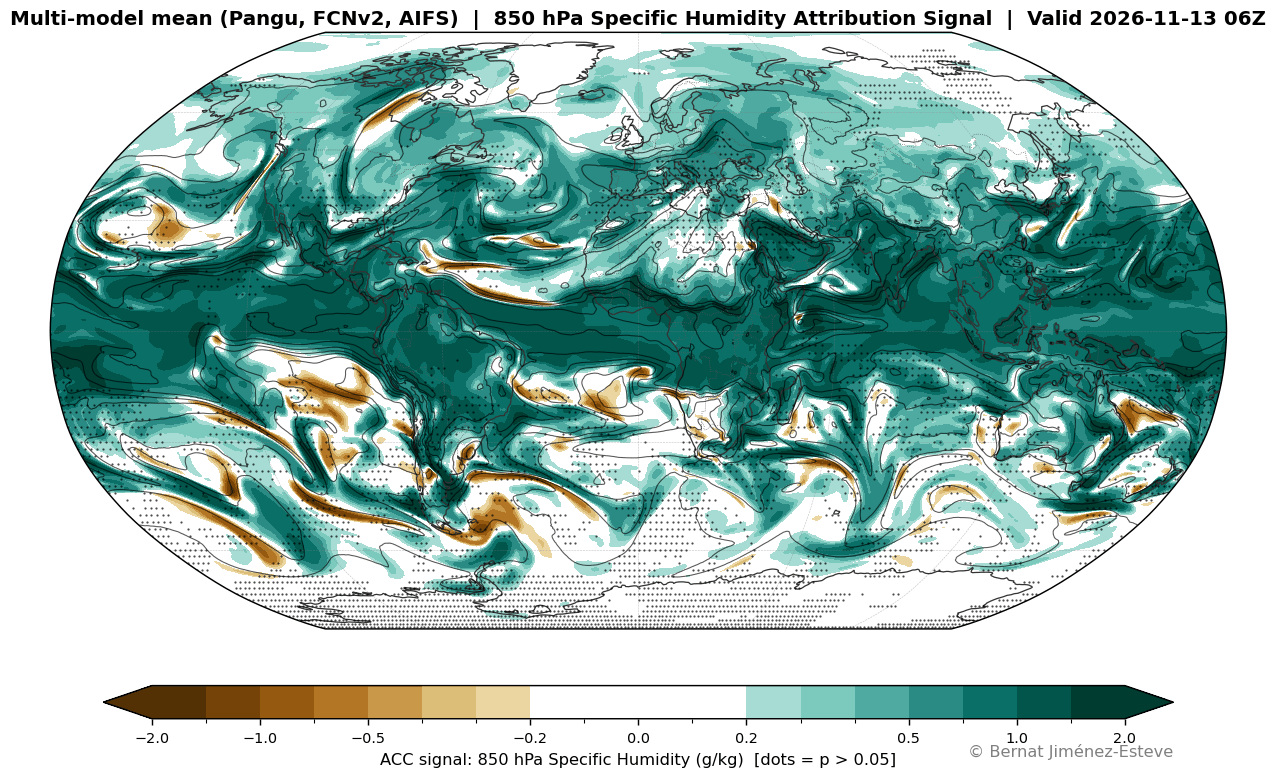 Multi-model mean (Pangu, FCNv2, AIFS)  |  850 hPa Specific Humidity Attribution Signal  |  Valid 2026-11-13 06Z
−2.0 −1.0 −0.5 −0.2 0.0 0.2 0.5 1.0 2.0
ACC signal: 850 hPa Specific Humidity (g/kg)  [dots = p > 0.05]
© Bernat Jiménez-Esteve